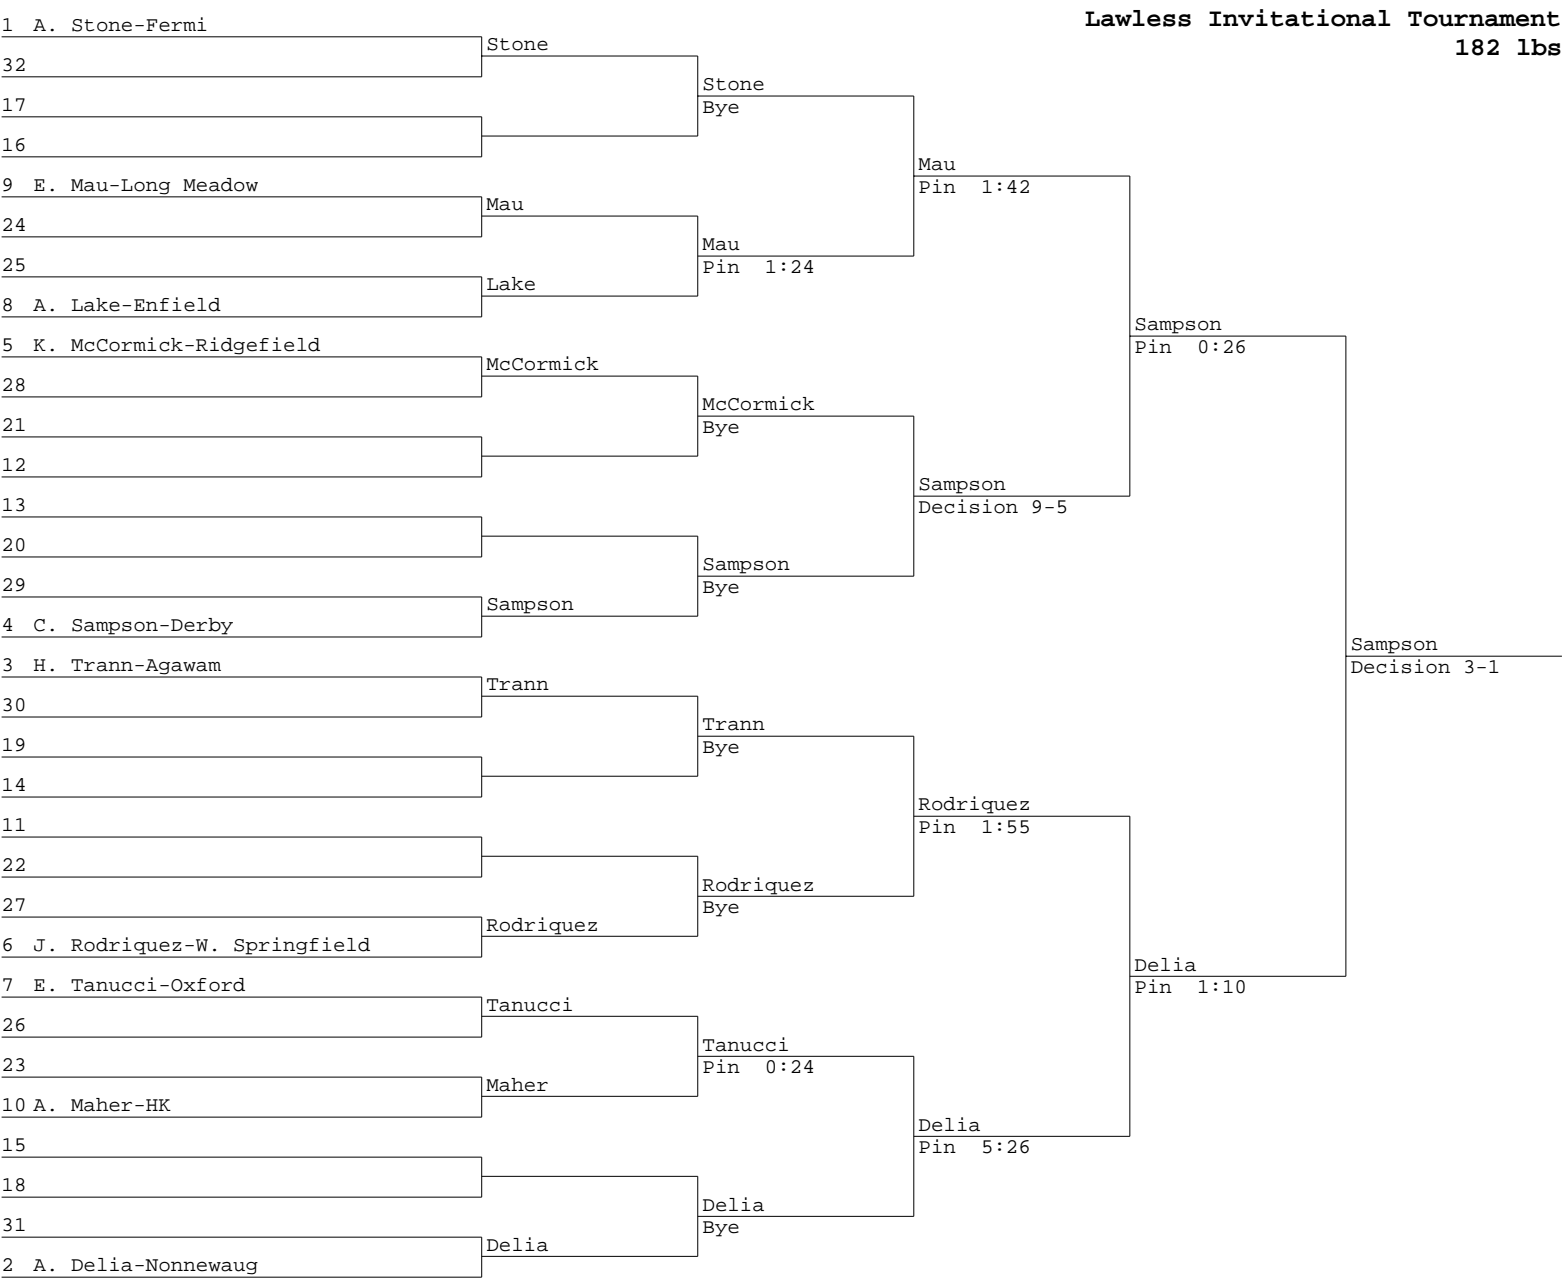 Lawless Invitational Tournament
182 lbs
1 A. Stone-Fermi
32
17
16
9 E. Mau-Long Meadow
24
25
8 A. Lake-Enfield
5 K. McCormick-Ridgefield
28
21
12
13
20
29
4 C. Sampson-Derby
3 H. Trann-Agawam
30
19
14
11
22
27
6 J. Rodriquez-W. Springfield
7 E. Tanucci-Oxford
26
23
10 A. Maher-HK
15
18
31
2 A. Delia-Nonnewaug
Stone
Mau
Lake
McCormick
Sampson
Trann
Rodriquez
Tanucci
Maher
Delia
Stone
Bye
Mau
Pin 1:24
McCormick
Bye
Sampson
Bye
Trann
Bye
Rodriquez
Bye
Tanucci
Pin 0:24
Delia
Bye
Mau
Pin 1:42
Sampson
Decision 9-5
Rodriquez
Pin 1:55
Delia
Pin 5:26
Sampson
Pin 0:26
Delia
Pin 1:10
Sampson
Decision 3-1